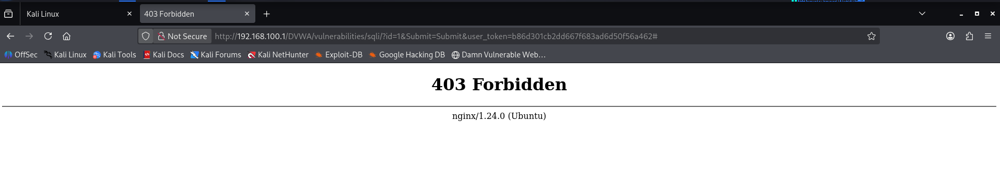 Kali Linux
403 Forbidden
Not Secure
http://192.168.100.1/DVWA/vulnerabilities/sqli/?id=1&Submit=Submit&user_token=b86d301cb2dd667f683ad6d50f56a462#
OffSec Kali Linux Kali Tools Kali Docs Kali Forums Kali NetHunter Exploit-DB Google Hacking DB Damn Vulnerable Web…
403 Forbidden
nginx/1.24.0 (Ubuntu)